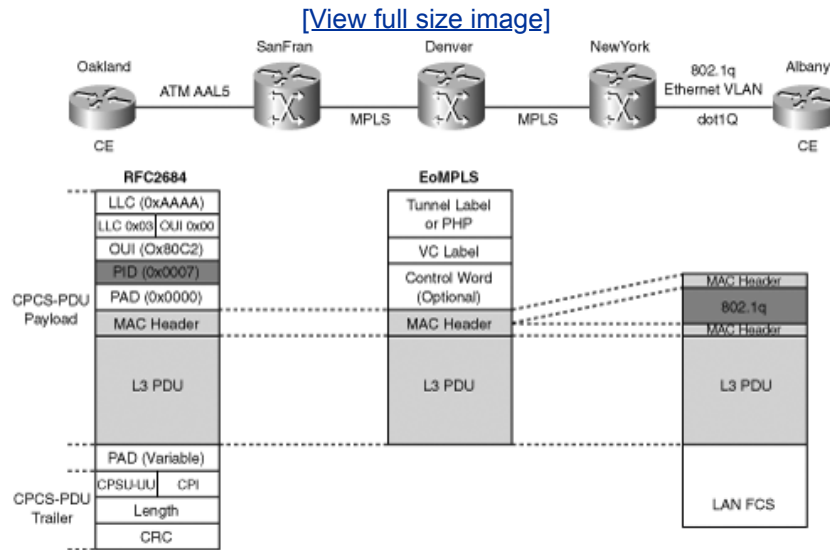 [View full size image]
Oakland
SanFran
Denver
NewYork
Albany
ATM AAL5
MPLS
MPLS
802.1q
Ethernet VLAN
dot1Q
CE
CE
RFC2684
LLC (0xAAAA)
LLC 0x03 OUI 0x00
OUI (Ox80C2)
PID (0x0007)
PAD (0x0000)
MAC Header
L3 PDU
PAD (Variable)
CPSU-UU CPI
Length
CRC
CPCS-PDU
Payload
CPCS-PDU
Trailer
EoMPLS
Tunnel Label
or PHP
VC Label
Control Word
(Optional)
MAC Header
L3 PDU
MAC Header
802.1q
MAC Header
L3 PDU
LAN FCS